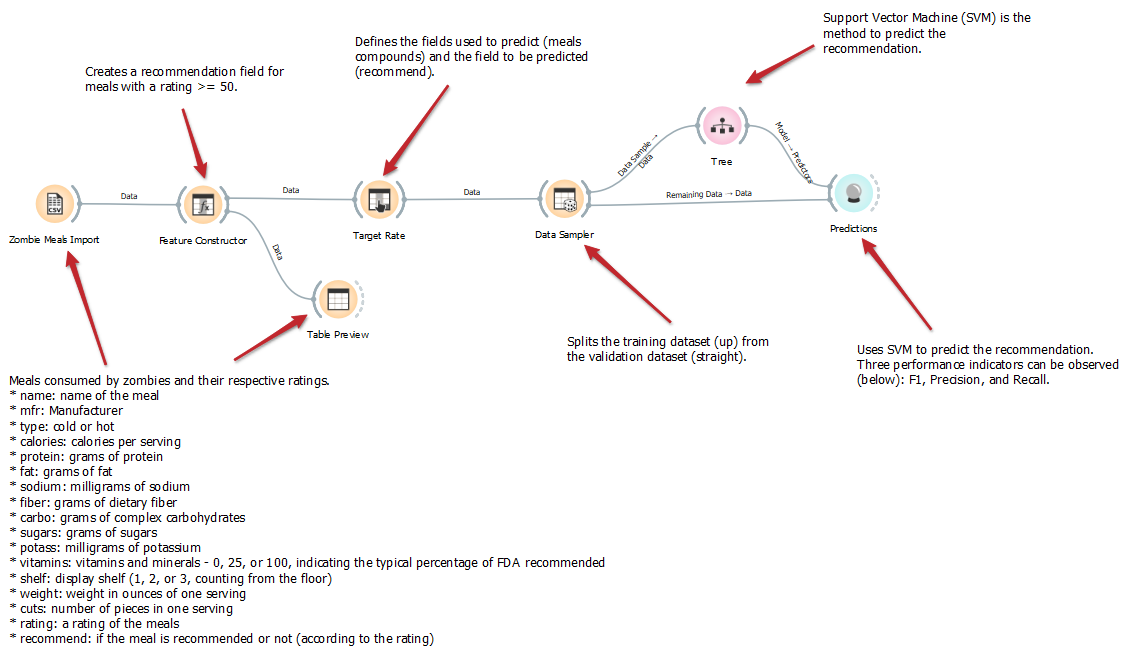 Support Vector Machine (SVM) is the
method to predict the
recommendation.
Defines the fields used to predict (meals
compounds) and the field to be predicted
(recommend).
Creates a recommendation field for
meals with a rating >= 50.
Data Sample → Data
Model → Predictors
Tree
Data
Data
Data
Remaining Data → Data
CSV
Zombie Meals Import
Feature Constructor
Target Rate
Data Sampler
Predictions
Data
Table Preview
Splits the training dataset (up) from
the validation dataset (straight).
Uses SVM to predict the recommendation.
Three performance indicators can be observed
(below): F1, Precision, and Recall.
Meals consumed by zombies and their respective ratings.
* name: name of the meal
* mfr: Manufacturer
* type: cold or hot
* calories: calories per serving
* protein: grams of protein
* fat: grams of fat
* sodium: milligrams of sodium
* fiber: grams of dietary fiber
* carbo: grams of complex carbohydrates
* sugars: grams of sugars
* potass: milligrams of potassium
* vitamins: vitamins and minerals - 0, 25, or 100, indicating the typical percentage of FDA recommended
* shelf: display shelf (1, 2, or 3, counting from the floor)
* weight: weight in ounces of one serving
* cuts: number of pieces in one serving
* rating: a rating of the meals
* recommend: if the meal is recommended or not (according to the rating)